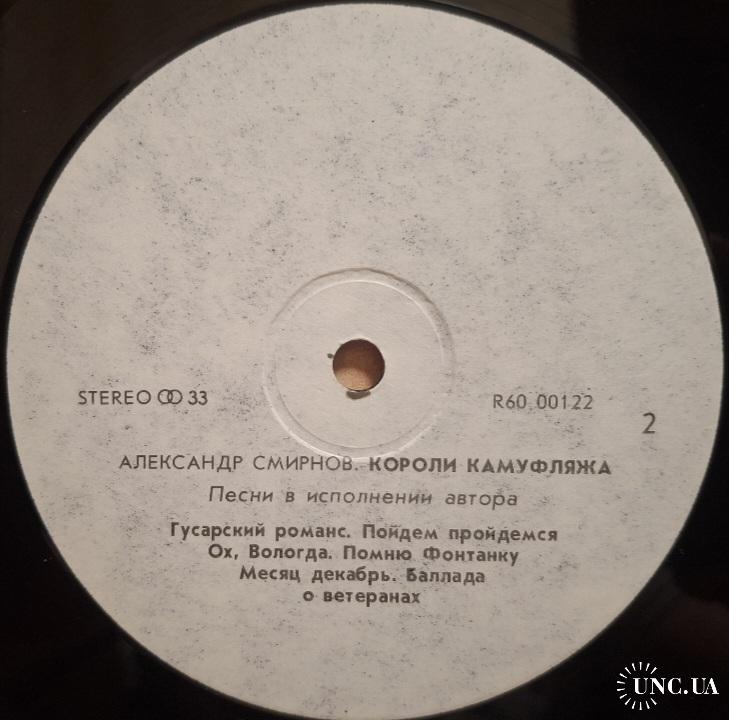 STEREO 33
R60 00122
2
АЛЕКСАНДР СМИРНОВ. КОРОЛИ КАМУФЛЯЖА
Песни в исполнении автора
Гусарский романс. Пойдем пройдемся
Ох, Вологда. Помню Фонтанку
Месяц декабрь. Баллада
о ветеранах
UNC.UA